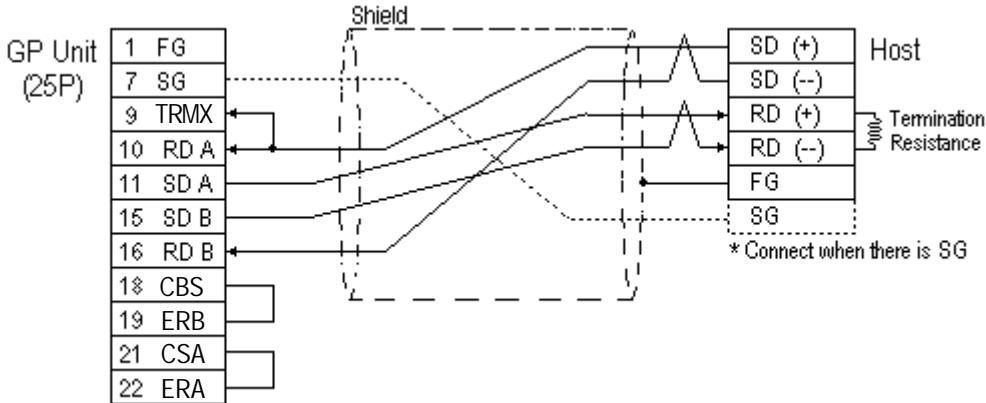 Shield
GP Unit
(25P)
1 FG
7 SG
9 TRMX
10 RD A
11 SD A
15 SD B
16 RD B
18 CBS
19 ERB
21 CSA
22 ERA
SD (+)
SD (--)
RD (+)
RD (--)
FG
SG
Host
Termination
Resistance
* Connect when there is SG